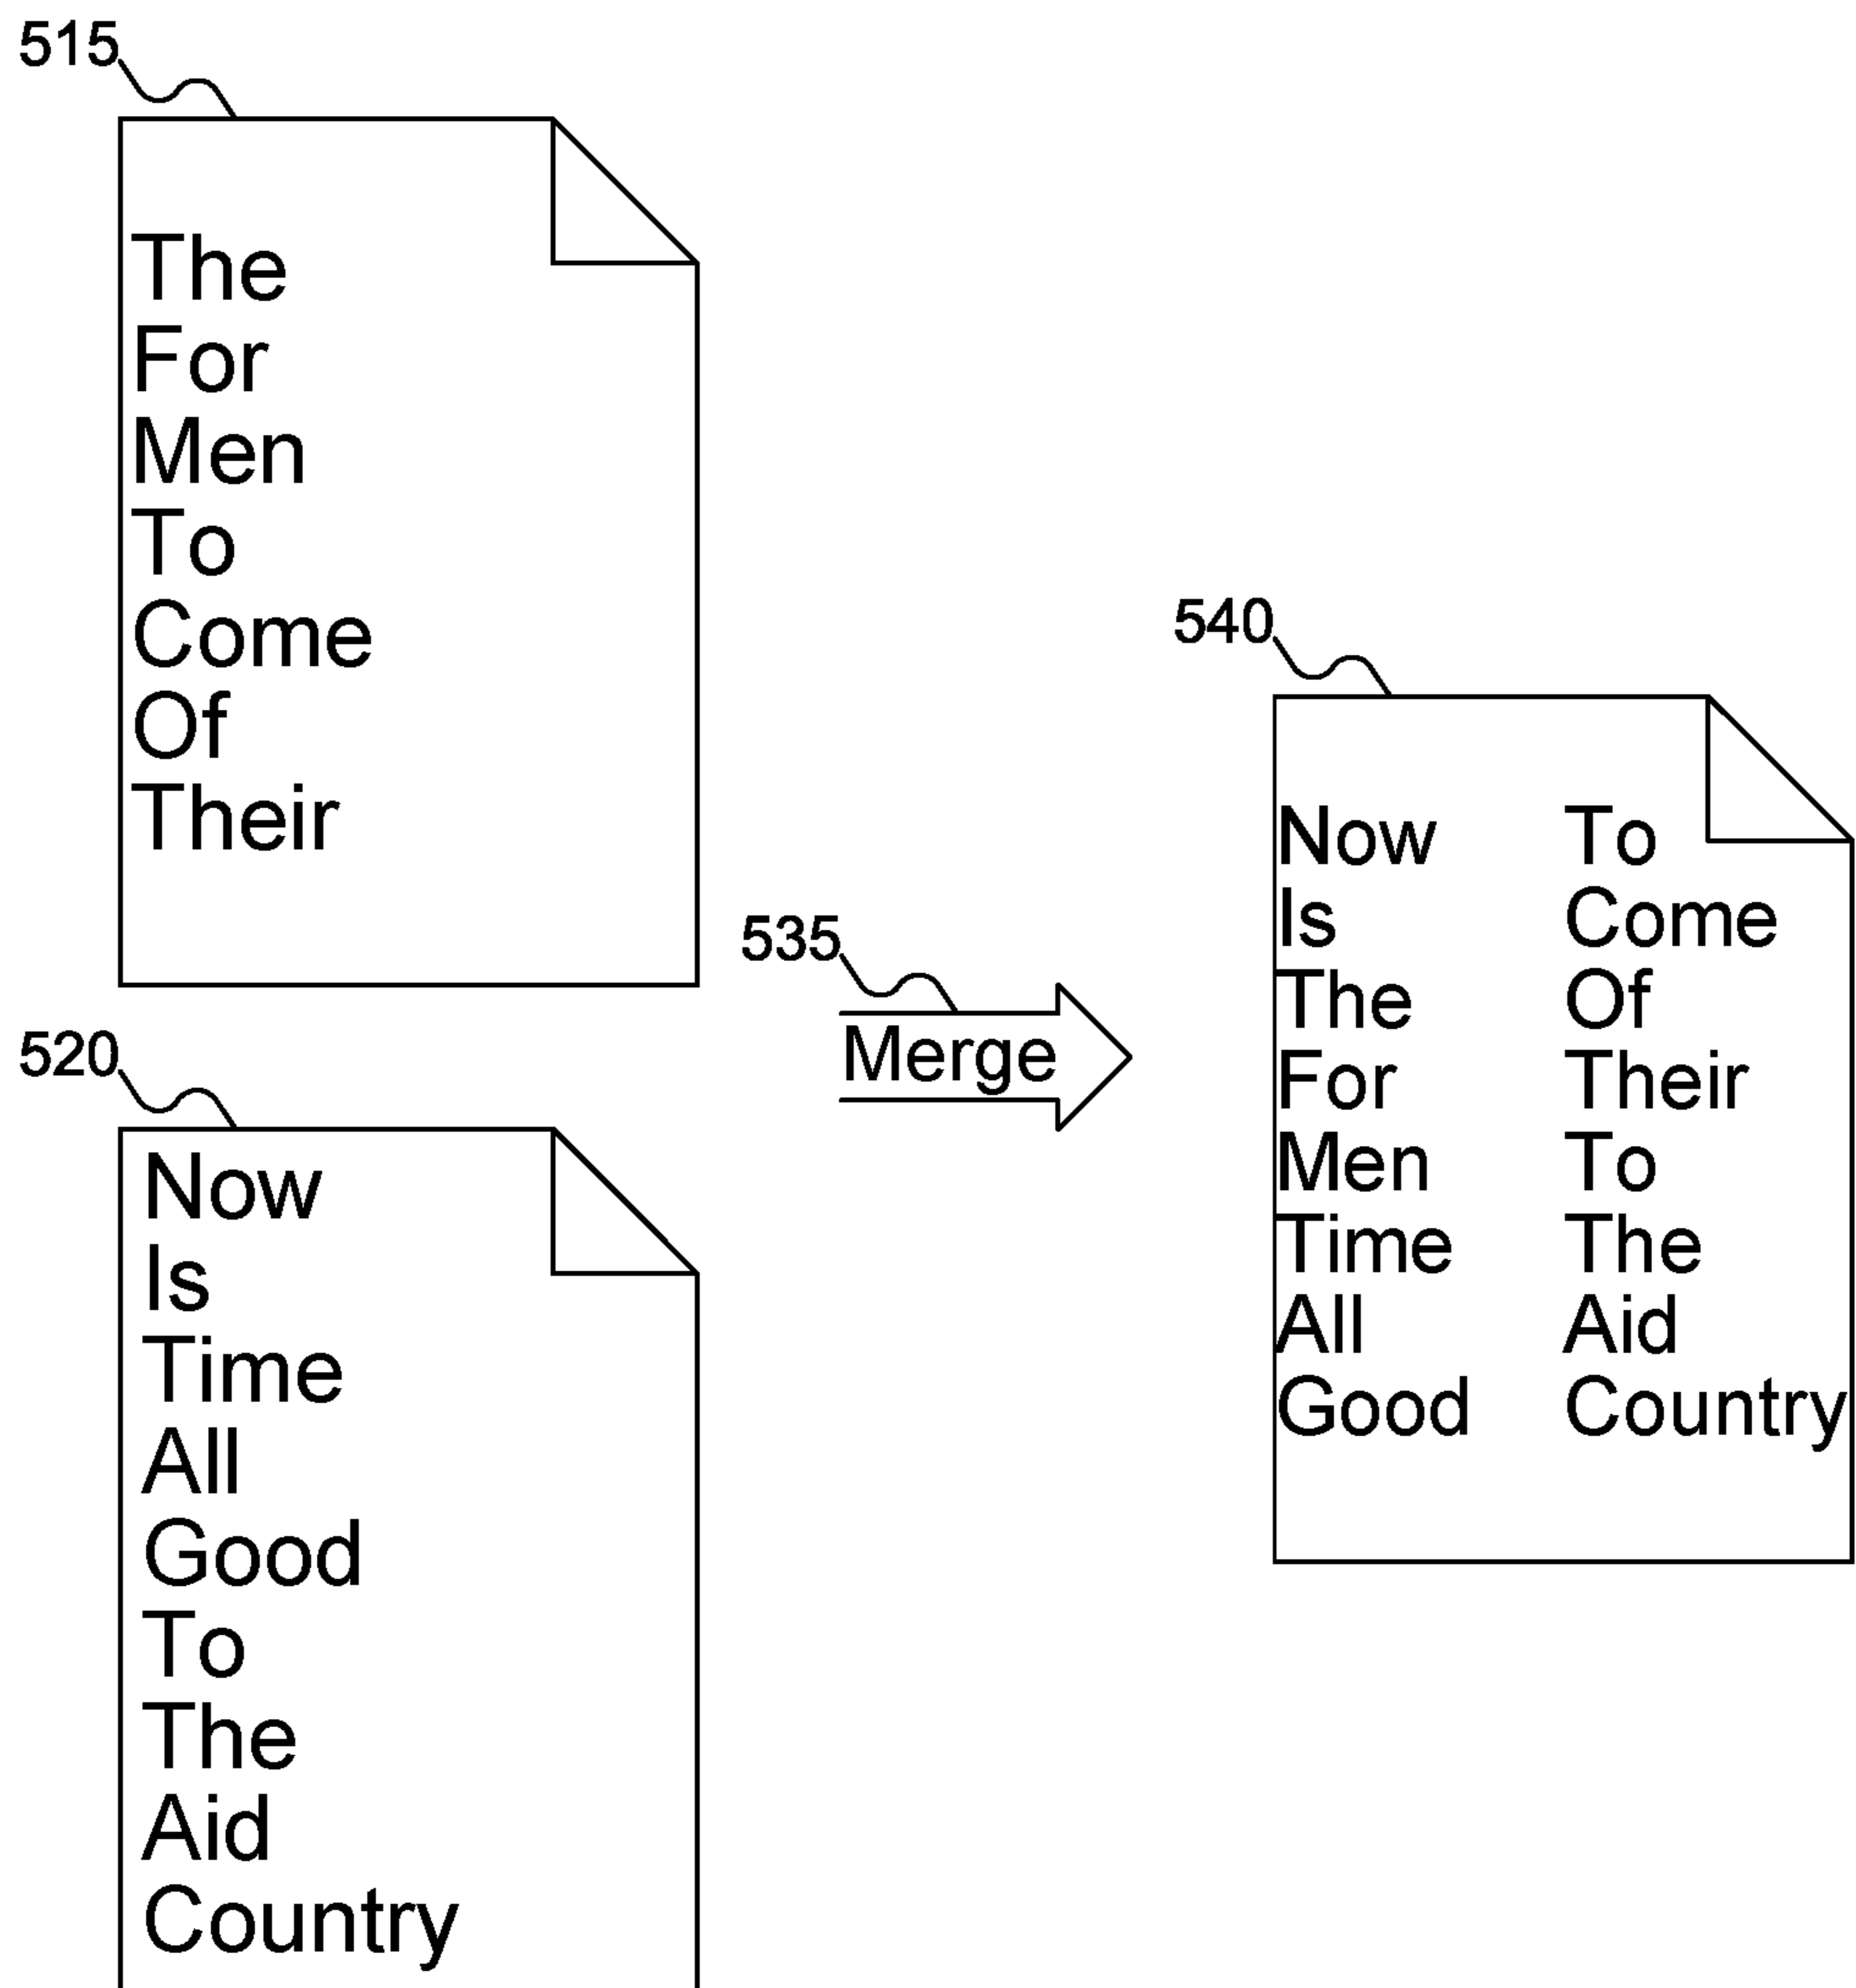 515
The
For
Men
To
Come
Of
Their
520
Now
Is
Time
All
Good
To
The
Aid
Country
535
Merge
540
Now To
Is Come
The Of
For Their
Men To
Time The
All Aid
Good Country